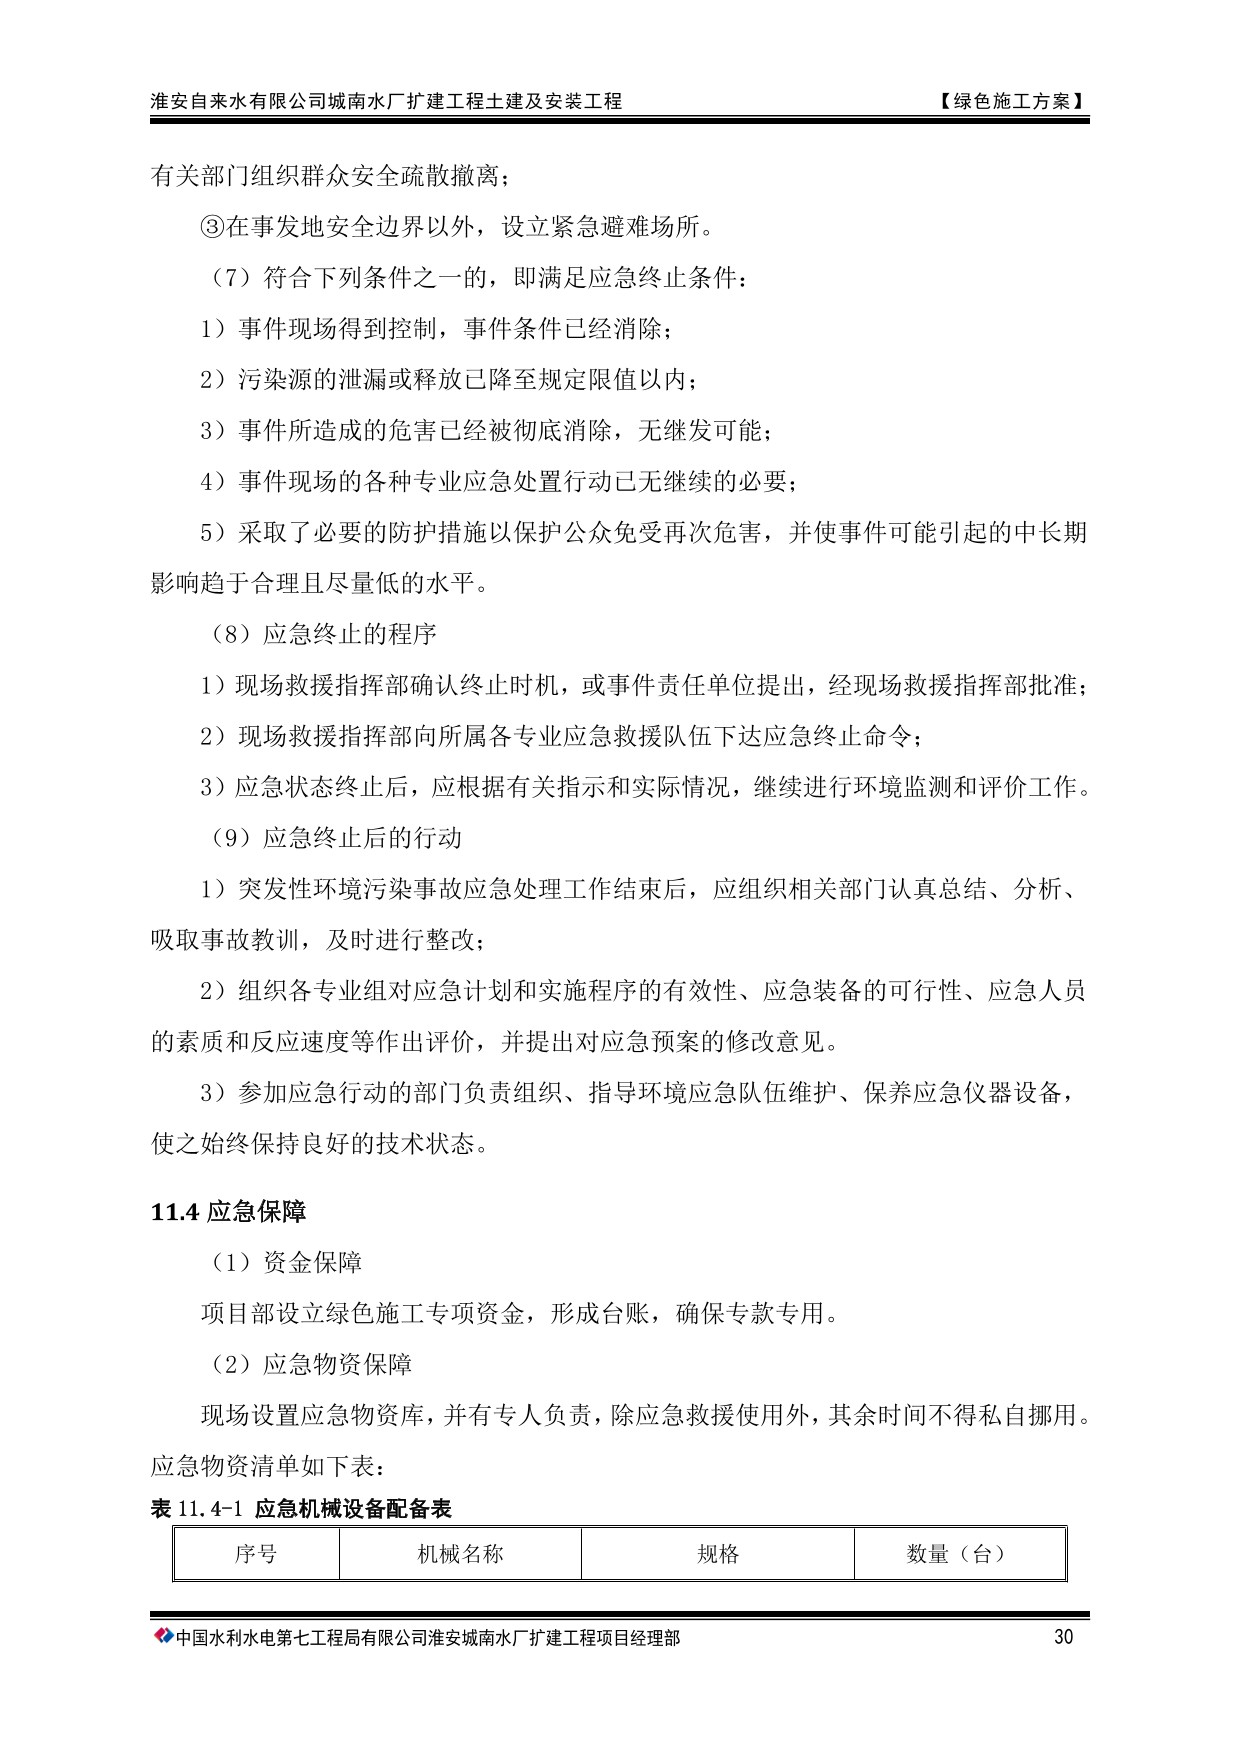 淮安自来水有限公司城南水厂扩建工程土建及安装工程 【绿色施工方案】
有关部门组织群众安全疏散撤离；
③在事发地安全边界以外，设立紧急避难场所。
（7）符合下列条件之一的，即满足应急终止条件：
1）事件现场得到控制，事件条件已经消除；
2）污染源的泄漏或释放已降至规定限值以内；
3）事件所造成的危害已经被彻底消除，无继发可能；
4）事件现场的各种专业应急处置行动已无继续的必要；
5）采取了必要的防护措施以保护公众免受再次危害，并使事件可能引起的中长期
影响趋于合理且尽量低的水平。
（8）应急终止的程序
1）现场救援指挥部确认终止时机，或事件责任单位提出，经现场救援指挥部批准；
2）现场救援指挥部向所属各专业应急救援队伍下达应急终止命令；
3）应急状态终止后，应根据有关指示和实际情况，继续进行环境监测和评价工作。
（9）应急终止后的行动
1）突发性环境污染事故应急处理工作结束后，应组织相关部门认真总结、分析、
吸取事故教训，及时进行整改；
2）组织各专业组对应急计划和实施程序的有效性、应急装备的可行性、应急人员
的素质和反应速度等作出评价，并提出对应急预案的修改意见。
3）参加应急行动的部门负责组织、指导环境应急队伍维护、保养应急仪器设备，
使之始终保持良好的技术状态。
11.4 应急保障
（1）资金保障
项目部设立绿色施工专项资金，形成台账，确保专款专用。
（2）应急物资保障
现场设置应急物资库，并有专人负责，除应急救援使用外，其余时间不得私自挪用。
应急物资清单如下表：
表 11.4-1 应急机械设备配备表
序号 机械名称 规格 数量（台）
中国水利水电第七工程局有限公司淮安城南水厂扩建工程项目经理部 30